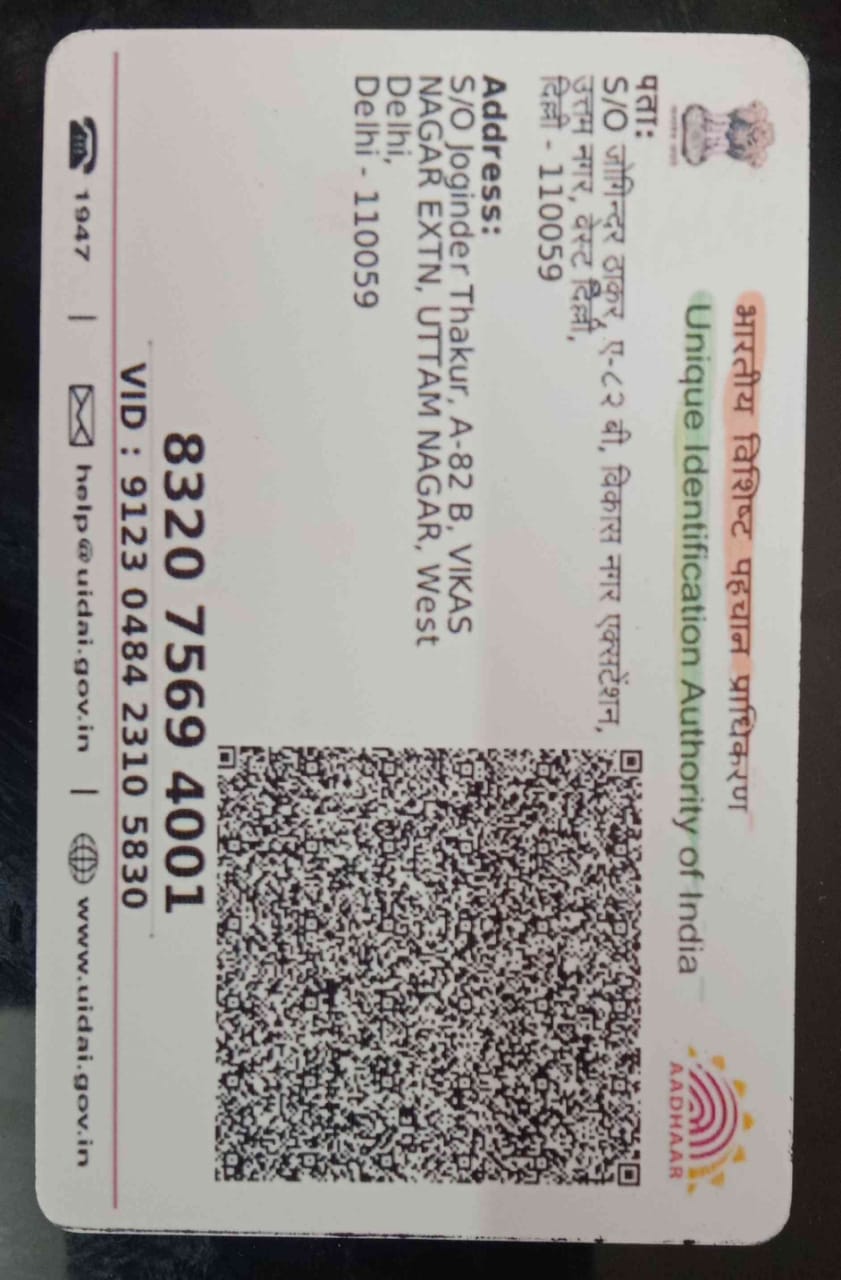 भारतीय विशिष्ट पहचान प्राधिकरण
Unique Identification Authority of India
AADHAAR
पता:
S/O जोगिन्दर ठाकर, ए-८२ बी, विकास नगर एक्सटेंशन,
उत्तम नगर, वेस्ट दिल्ली,
दिल्ली - 110059
Address:
S/O Joginder Thakur, A-82 B, VIKAS
NAGAR EXTN, UTTAM NAGAR, West
Delhi,
Delhi - 110059
8320 7569 4001
VID : 9123 0484 2310 5830
1947 | help@uidai.gov.in | www.uidai.gov.in